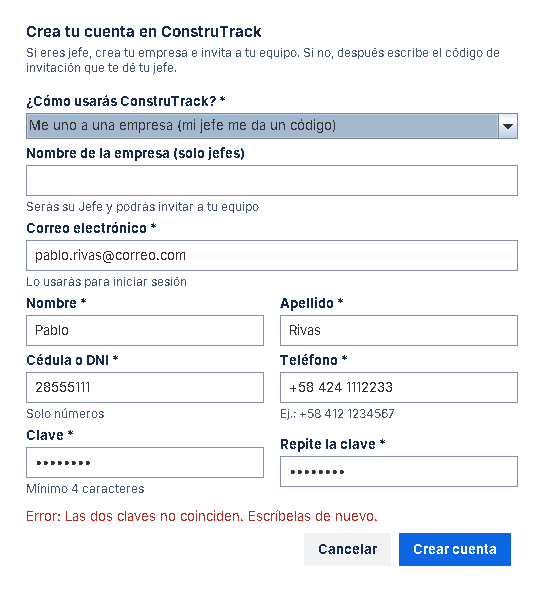 Crea tu cuenta en ConstruTrack
Si eres jefe, crea tu empresa e invita a tu equipo. Si no, después escribe el código de
invitación que te dé tu jefe.
¿Cómo usarás ConstruTrack? *
Me uno a una empresa (mi jefe me da un código)
Nombre de la empresa (solo jefes)
Serás su Jefe y podrás invitar a tu equipo
Correo electrónico *
pablo.rivas@correo.com
Lo usarás para iniciar sesión
Nombre *
Apellido *
Pablo
Rivas
Cédula o DNI *
Teléfono *
28555111
+58 424 1112233
Solo números
Ej.: +58 412 1234567
Clave *
Repite la clave *
••••••••
••••••••
Mínimo 4 caracteres
Error: Las dos claves no coinciden. Escríbelas de nuevo.
Cancelar
Crear cuenta